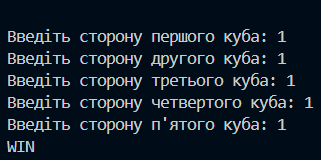 Введіть сторону першого куба: 1
Введіть сторону другого куба: 1
Введіть сторону третього куба: 1
Введіть сторону четвертого куба: 1
Введіть сторону п'ятого куба: 1
WIN